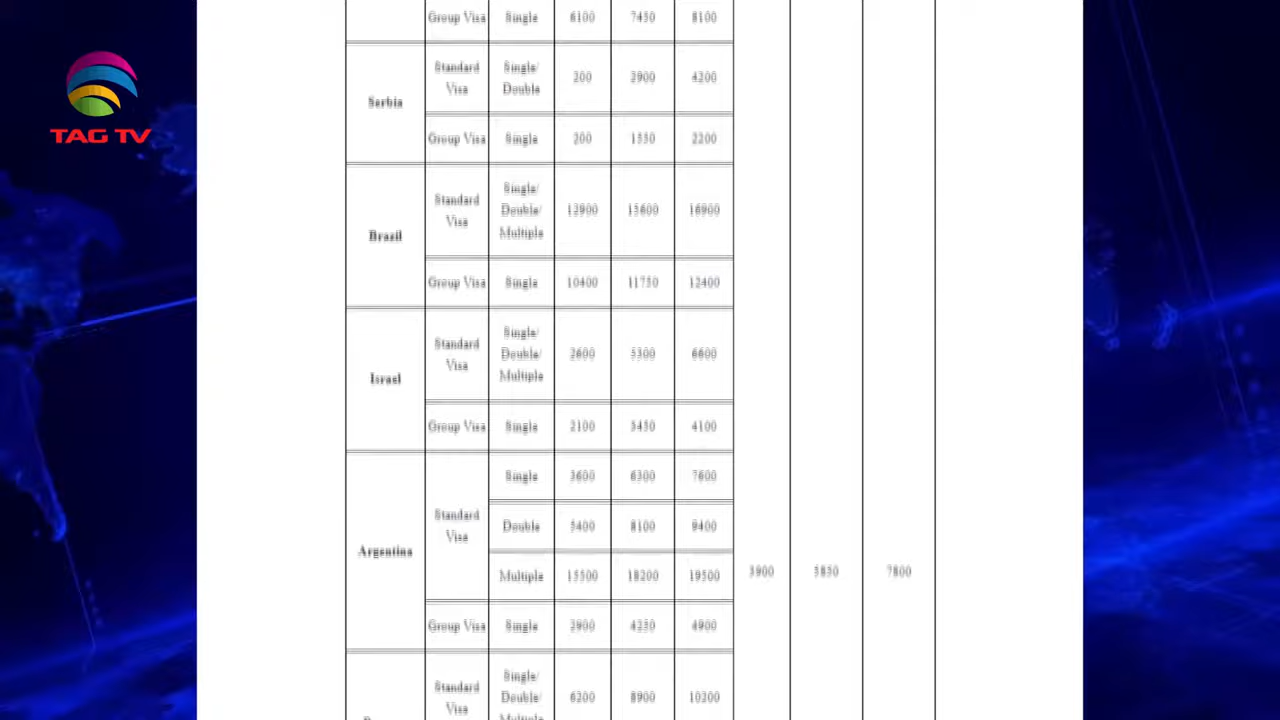 TAG TV
Group Visa Single 6100 7450 8100
Serbia
Standard Visa Single/ Double 200 2900 4200
Group Visa Single 200 1550 2200
Brazil
Standard Visa Single/ Double/ Multiple 12900 15600 16900
Group Visa Single 10400 11750 12400
Israel
Standard Visa Single/ Double/ Multiple 2600 5300 6600
Group Visa Single 2100 3450 4100
Argentina
Standard Visa
Single 3600 6300 7600
Double 5400 8100 9400
Multiple 15500 18200 19500 3900 5850 7800
Group Visa Single 2900 4250 4900
Standard Visa Single/ Double/ Multiple 6200 8900 10200